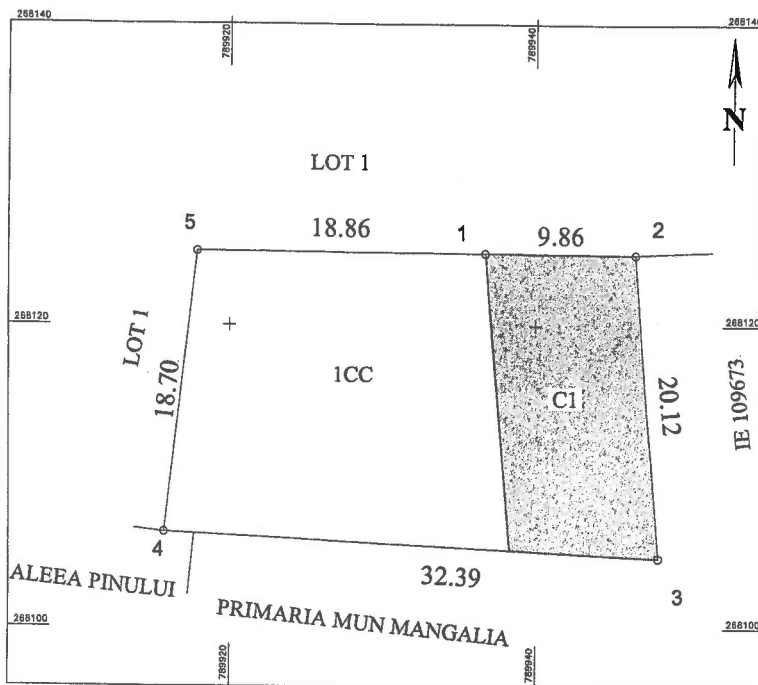 268140
789920
789940
268140
N
LOT 1
5
18.86
1
9.86
2
268120
268120
LOT 1
18.70
1CC
C1
20.12
IE 109673
4
32.39
3
ALEEA PINULUI
PRIMARIA MUN MANGALIA
268100
789920
789940
268100